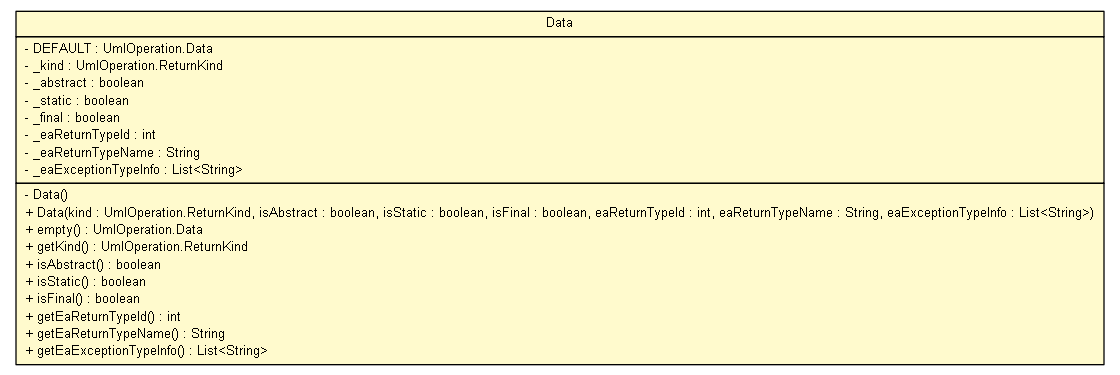 Data
- DEFAULT : UmlOperation.Data
- _kind : UmlOperation.ReturnKind
- _abstract : boolean
- _static : boolean
- _final : boolean
- _eaReturnTypeId : int
- _eaReturnTypeName : String
- _eaExceptionTypeInfo : List<String>
- Data()
+ Data(kind : UmlOperation.ReturnKind, isAbstract : boolean, isStatic : boolean, isFinal : boolean, eaReturnTypeId : int, eaReturnTypeName : String, eaExceptionTypeInfo : List<String>)
+ empty() : UmlOperation.Data
+ getKind() : UmlOperation.ReturnKind
+ isAbstract() : boolean
+ isStatic() : boolean
+ isFinal() : boolean
+ getEaReturnTypeId() : int
+ getEaReturnTypeName() : String
+ getEaExceptionTypeInfo() : List<String>